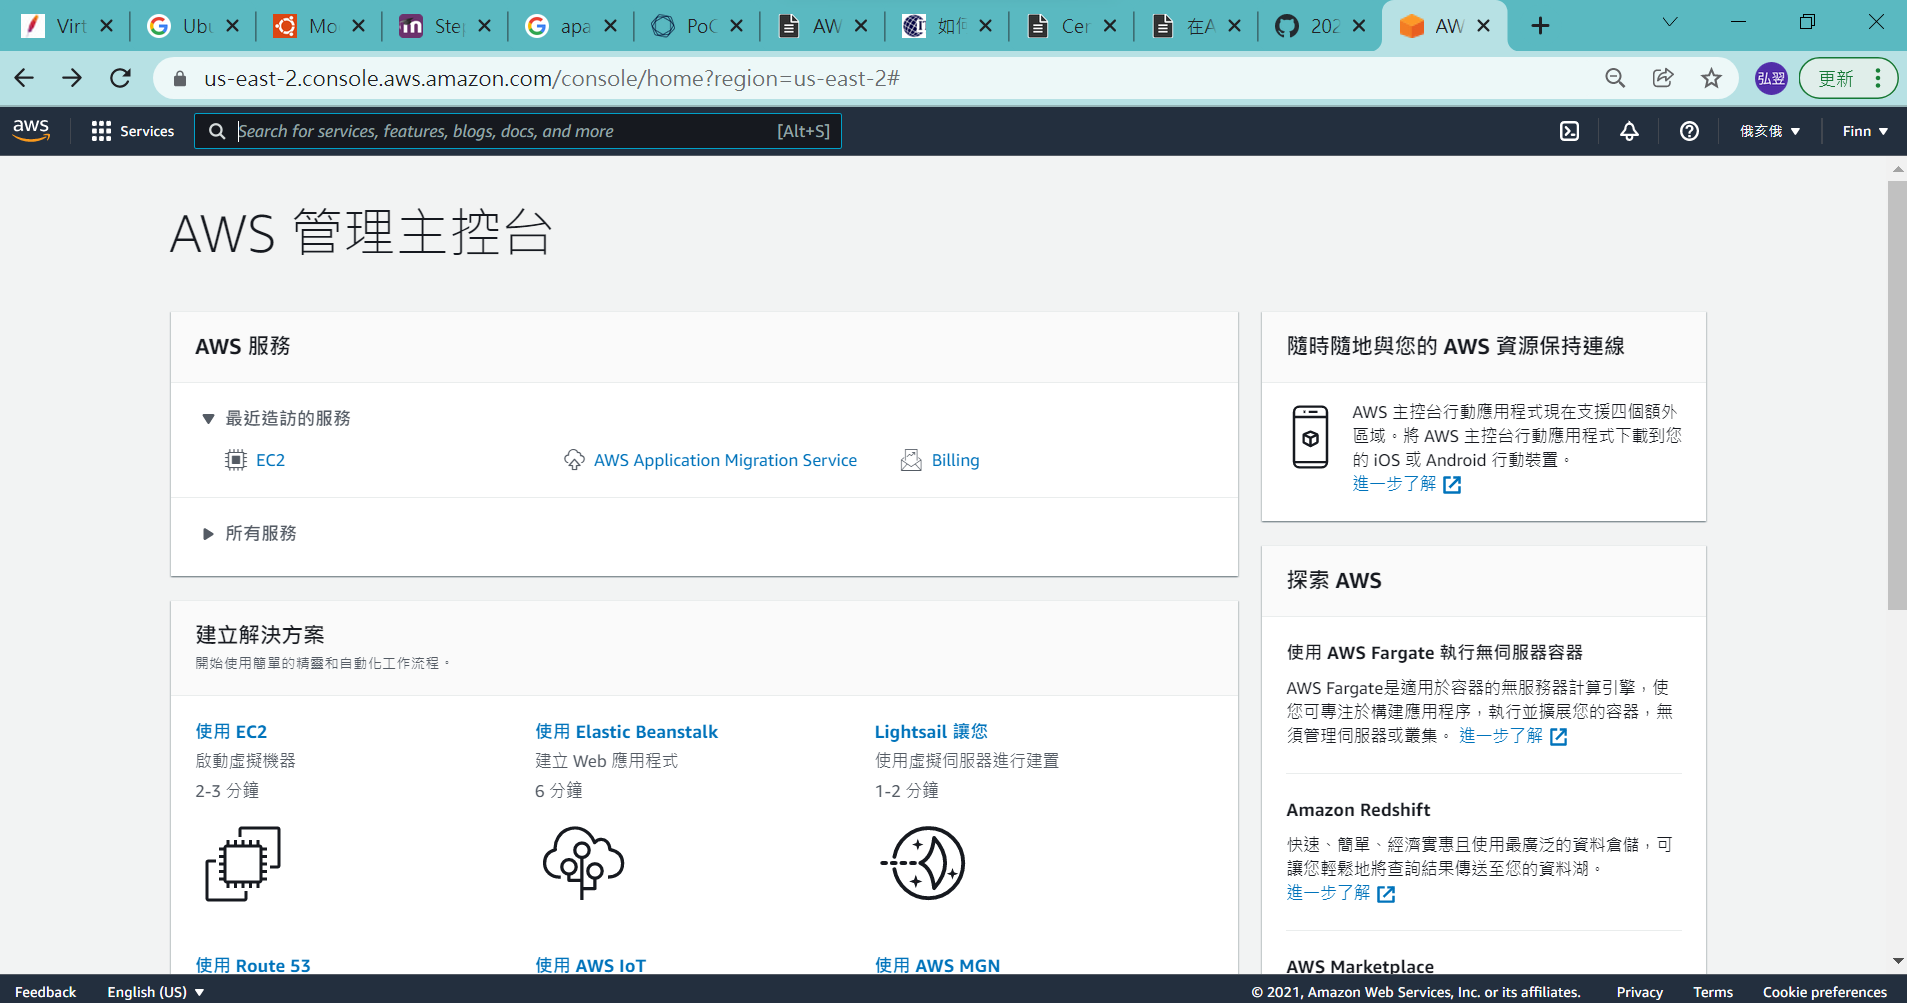 Virt
Ubu
Mo
Step
apa
PoC
AW
如何
Cer
在A
202
AW
us-east-2.console.aws.amazon.com/console/home?region=us-east-2#
弘翌
更新
aws
Services
Search for services, features, blogs, docs, and more
[Alt+S]
俄亥俄
Finn
AWS 管理主控台
AWS 服務
最近造訪的服務
EC2
AWS Application Migration Service
Billing
所有服務
建立解決方案
開始使用簡單的精靈和自動化工作流程。
使用 EC2
啟動虛擬機器
2-3 分鐘
使用 Elastic Beanstalk
建立 Web 應用程式
6 分鐘
Lightsail 讓您
使用虛擬伺服器進行建置
1-2 分鐘
使用 Route 53
使用 AWS IoT
使用 AWS MGN
隨時隨地與您的 AWS 資源保持連線
AWS 主控台行動應用程式現在支援四個額外
區域。將 AWS 主控台行動應用程式下載到您
的 iOS 或 Android 行動裝置。
進一步了解
探索 AWS
使用 AWS Fargate 執行無伺服器容器
AWS Fargate是適用於容器的無服務器計算引擎，使
您可專注於構建應用程序，執行並擴展您的容器，無
須管理伺服器或叢集。 進一步了解
Amazon Redshift
快速、簡單、經濟實惠且使用最廣泛的資料倉儲，可
讓您輕鬆地將查詢結果傳送至您的資料湖。
進一步了解
AWS Marketplace
Feedback
English (US)
© 2021, Amazon Web Services, Inc. or its affiliates.
Privacy
Terms
Cookie preferences